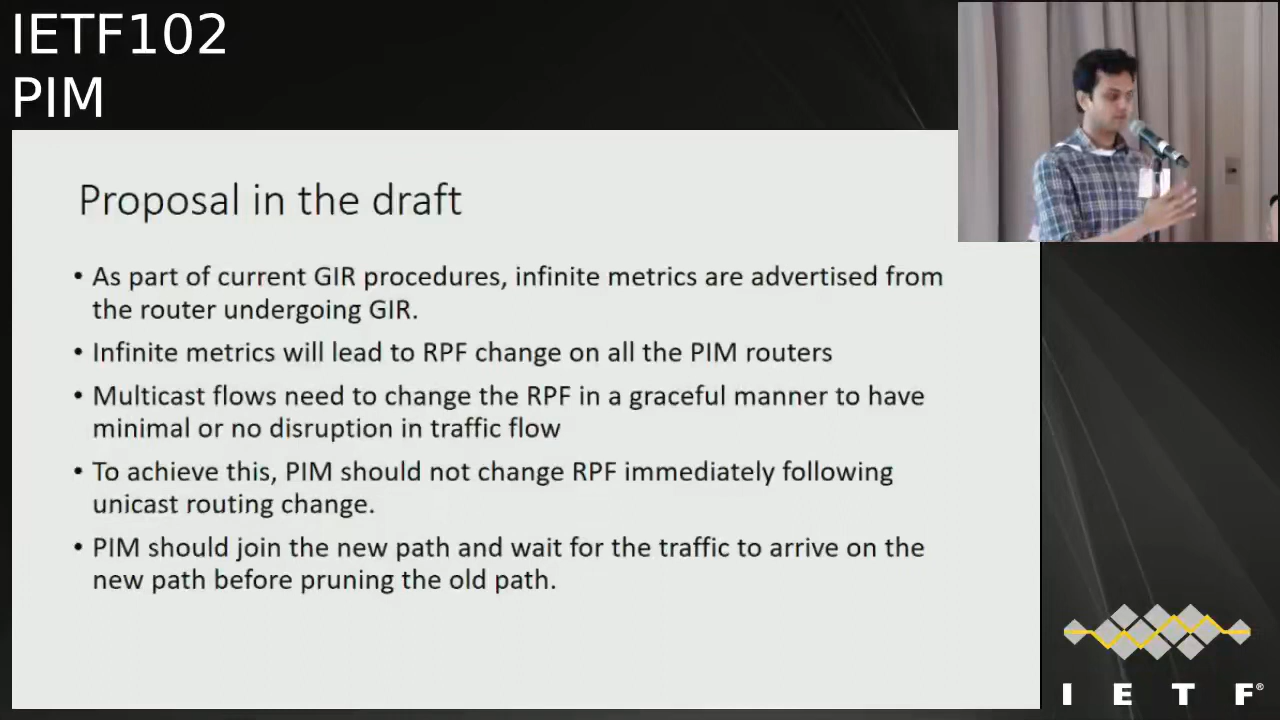 IETF102
PIM
Proposal in the draft
• As part of current GIR procedures, infinite metrics are advertised from
the router undergoing GIR.
• Infinite metrics will lead to RPF change on all the PIM routers
• Multicast flows need to change the RPF in a graceful manner to have
minimal or no disruption in traffic flow
• To achieve this, PIM should not change RPF immediately following
unicast routing change.
• PIM should join the new path and wait for the traffic to arrive on the
new path before pruning the old path.
I E T F®